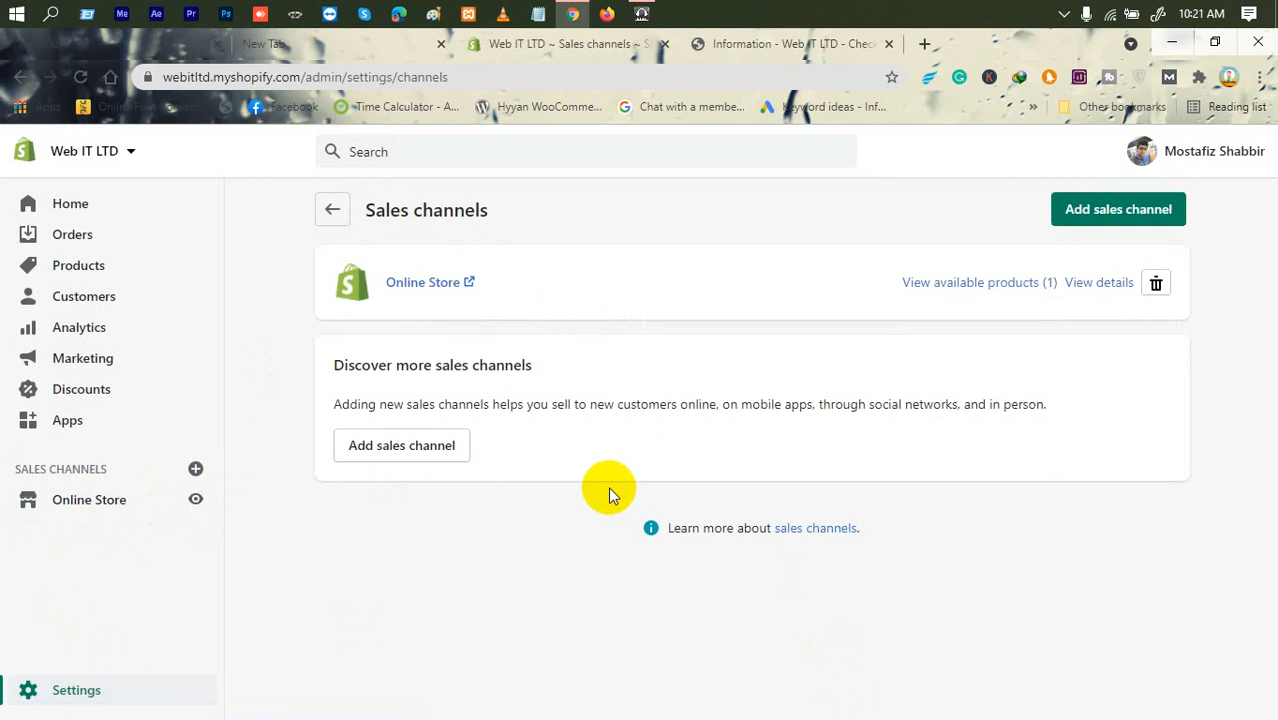 10:21 AM
New Tab
Web IT LTD ~ Sales channels ~ S
Information - Web IT LTD - Chec
webitltd.myshopify.com/admin/settings/channels
Apps
Facebook
Time Calculator - A...
Hyyan WooComme...
Chat with a membe...
Keyword ideas - Inf...
Other bookmarks
Reading list
Web IT LTD
Search
Mostafiz Shabbir
Home
Orders
Products
Customers
Analytics
Marketing
Discounts
Apps
SALES CHANNELS
Online Store
Settings
Sales channels
Add sales channel
Online Store
View available products (1)
View details
Discover more sales channels
Adding new sales channels helps you sell to new customers online, on mobile apps, through social networks, and in person.
Add sales channel
Learn more about sales channels.